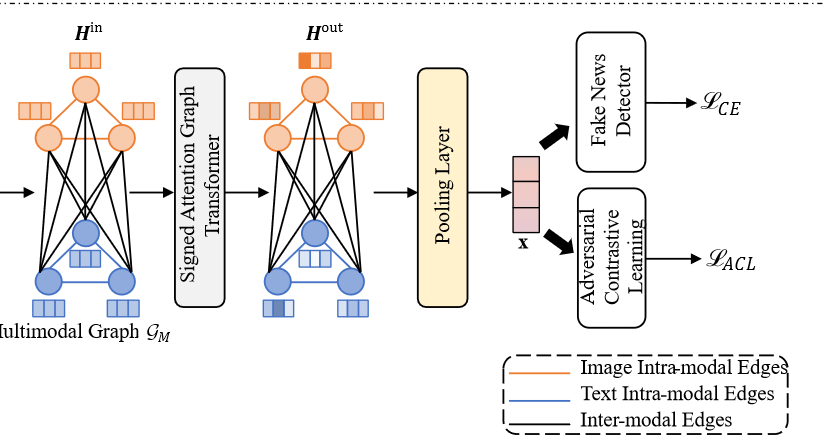 H^in
H^out
Signed Attention Graph
Transformer
Pooling Layer
x
Fake News
Detector
ℒ_CE
Adversarial
Contrastive
Learning
ℒ_ACL
ultimodal Graph 𝒢_M
Image Intra-modal Edges
Text Intra-modal Edges
Inter-modal Edges